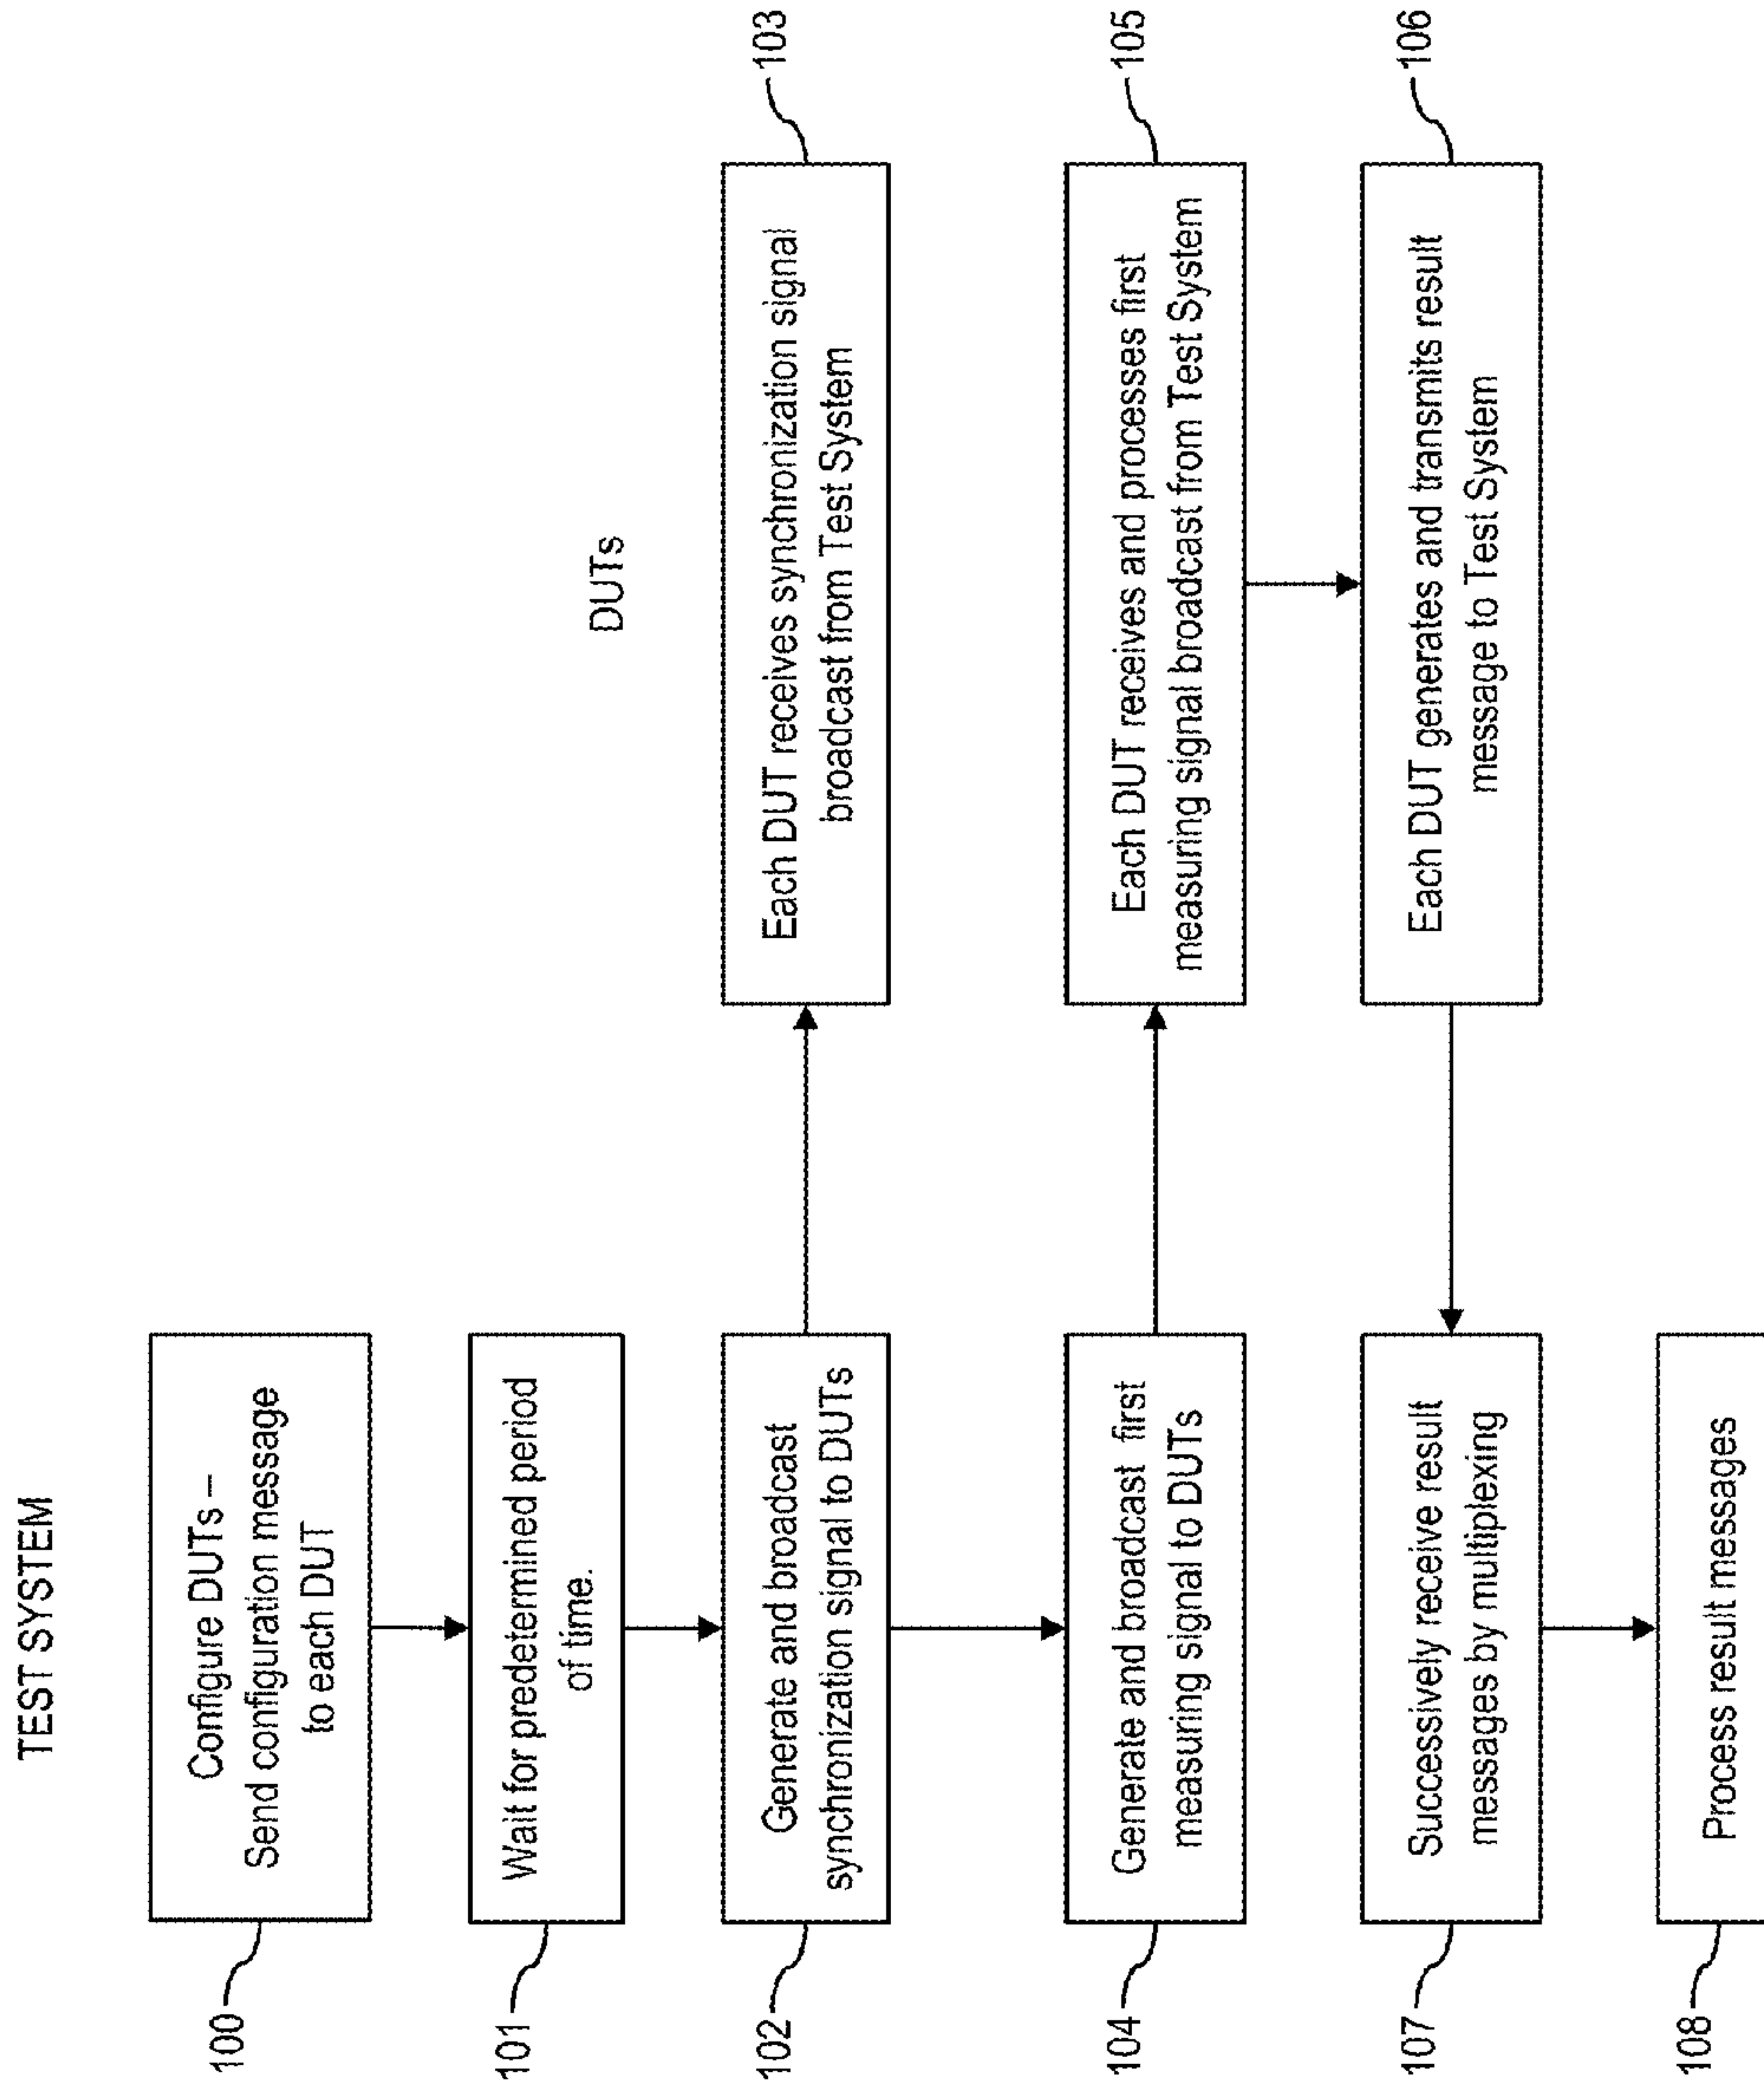 TEST SYSTEM
DUTs
100
Configure DUTs –
Send configuration message
to each DUT
101
Wait for predetermined period
of time.
102
Generate and broadcast
synchronization signal to DUTs
Each DUT receives synchronization signal
broadcast from Test System
103
104
Generate and broadcast first
measuring signal to DUTs
Each DUT receives and processes first
measuring signal broadcast from Test System
105
Each DUT generates and transmits result
message to Test System
106
107
Successively receive result
messages by multiplexing
108
Process result messages